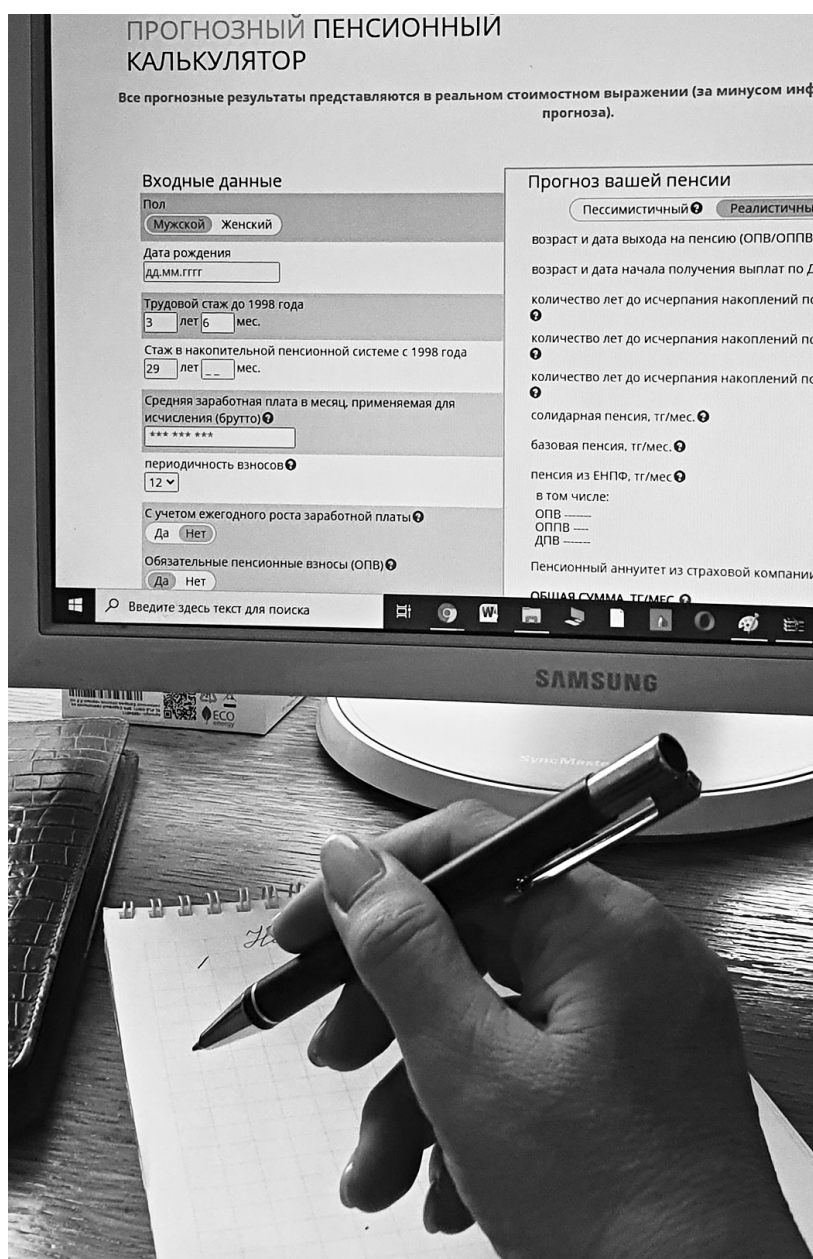 ПРОГНОЗНЫЙ ПЕНСИОННЫЙ
КАЛЬКУЛЯТОР
Все прогнозные результаты представляются в реальном стоимостном выражении (за минусом инф
прогноза).
Входные данные
Пол
Мужской Женский
Дата рождения
дд.мм.гггг
Трудовой стаж до 1998 года
3 лет 6 мес.
Стаж в накопительной пенсионной системе с 1998 года
29 лет _ _ мес.
Средняя заработная плата в месяц, применяемая для
исчисления (брутто)
*** *** ***
периодичность взносов
12
С учетом ежегодного роста заработной платы
Да Нет
Обязательные пенсионные взносы (ОПВ)
Да Нет
Прогноз вашей пенсии
Пессимистичный Реалистичны
возраст и дата выхода на пенсию (ОПВ/ОППВ
возраст и дата начала получения выплат по Д
количество лет до исчерпания накоплений по
количество лет до исчерпания накоплений по
количество лет до исчерпания накоплений по
солидарная пенсия, тг/мес.
базовая пенсия, тг/мес.
пенсия из ЕНПФ, тг/мес
в том числе:
ОПВ -------
ОППВ ----
ДПВ -------
Пенсионный аннуитет из страховой компании
ОБЩАЯ СУММА, ТГ/МЕС
Введите здесь текст для поиска
SAMSUNG
ECO
energy
SyncMaste